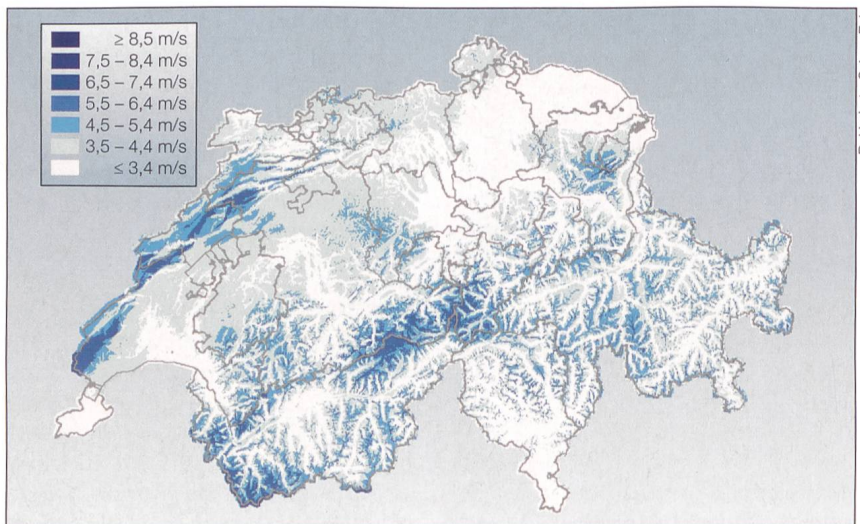 ≥ 8,5 m/s
7,5 – 8,4 m/s
6,5 – 7,4 m/s
5,5 – 6,4 m/s
4,5 – 5,4 m/s
3,5 – 4,4 m/s
≤ 3,4 m/s